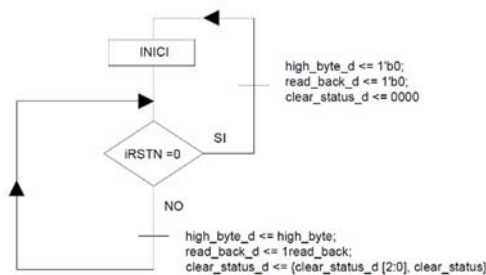 INICI
high_byte_d <= 1'b0;
read_back_d <= 1'b0;
clear_status_d <= 0000
SI
iRSTN =0
NO
high_byte_d <= high_byte;
read_back_d <= 1read_back;
clear_status_d <= {clear_status_d [2:0], clear_status}